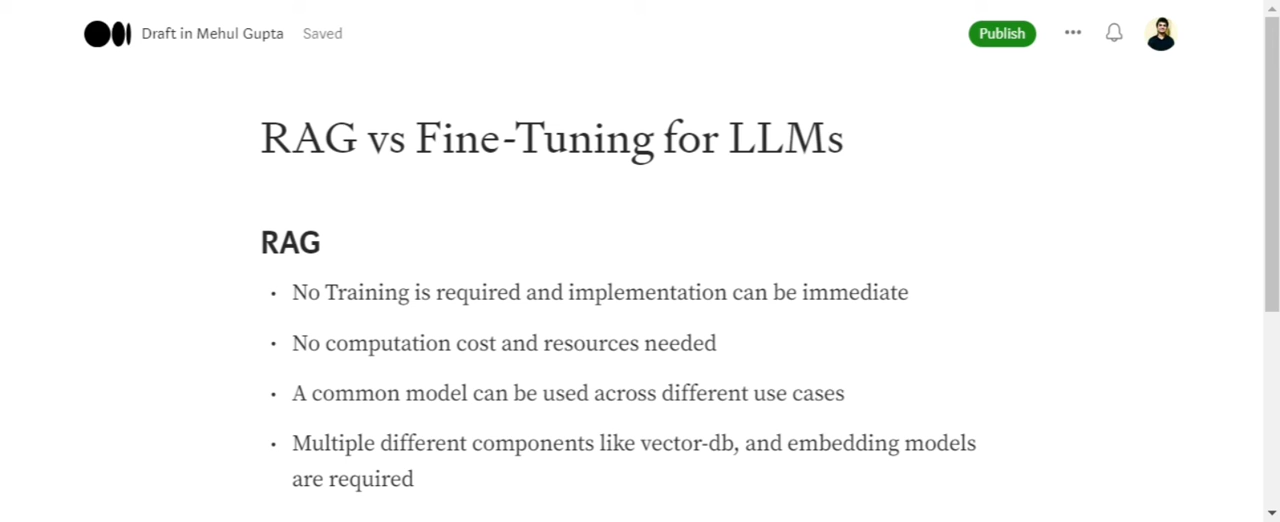 Draft in Mehul Gupta Saved Publish
RAG vs Fine-Tuning for LLMs
RAG
• No Training is required and implementation can be immediate
• No computation cost and resources needed
• A common model can be used across different use cases
• Multiple different components like vector-db, and embedding models
are required